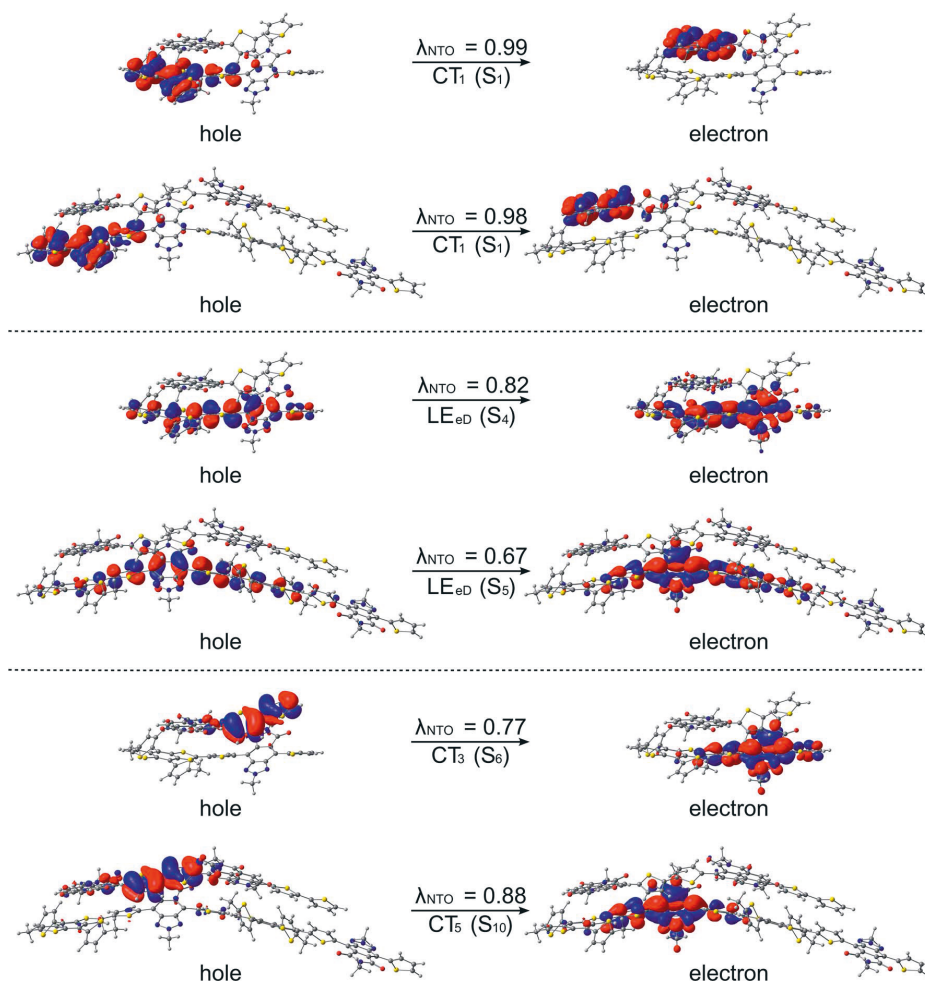 λNTO = 0.99
CT1 (S1)
hole
electron
λNTO = 0.98
CT1 (S1)
hole
electron
λNTO = 0.82
LEeD (S4)
hole
electron
λNTO = 0.67
LEeD (S5)
hole
electron
λNTO = 0.77
CT3 (S6)
hole
electron
λNTO = 0.88
CT5 (S10)
hole
electron